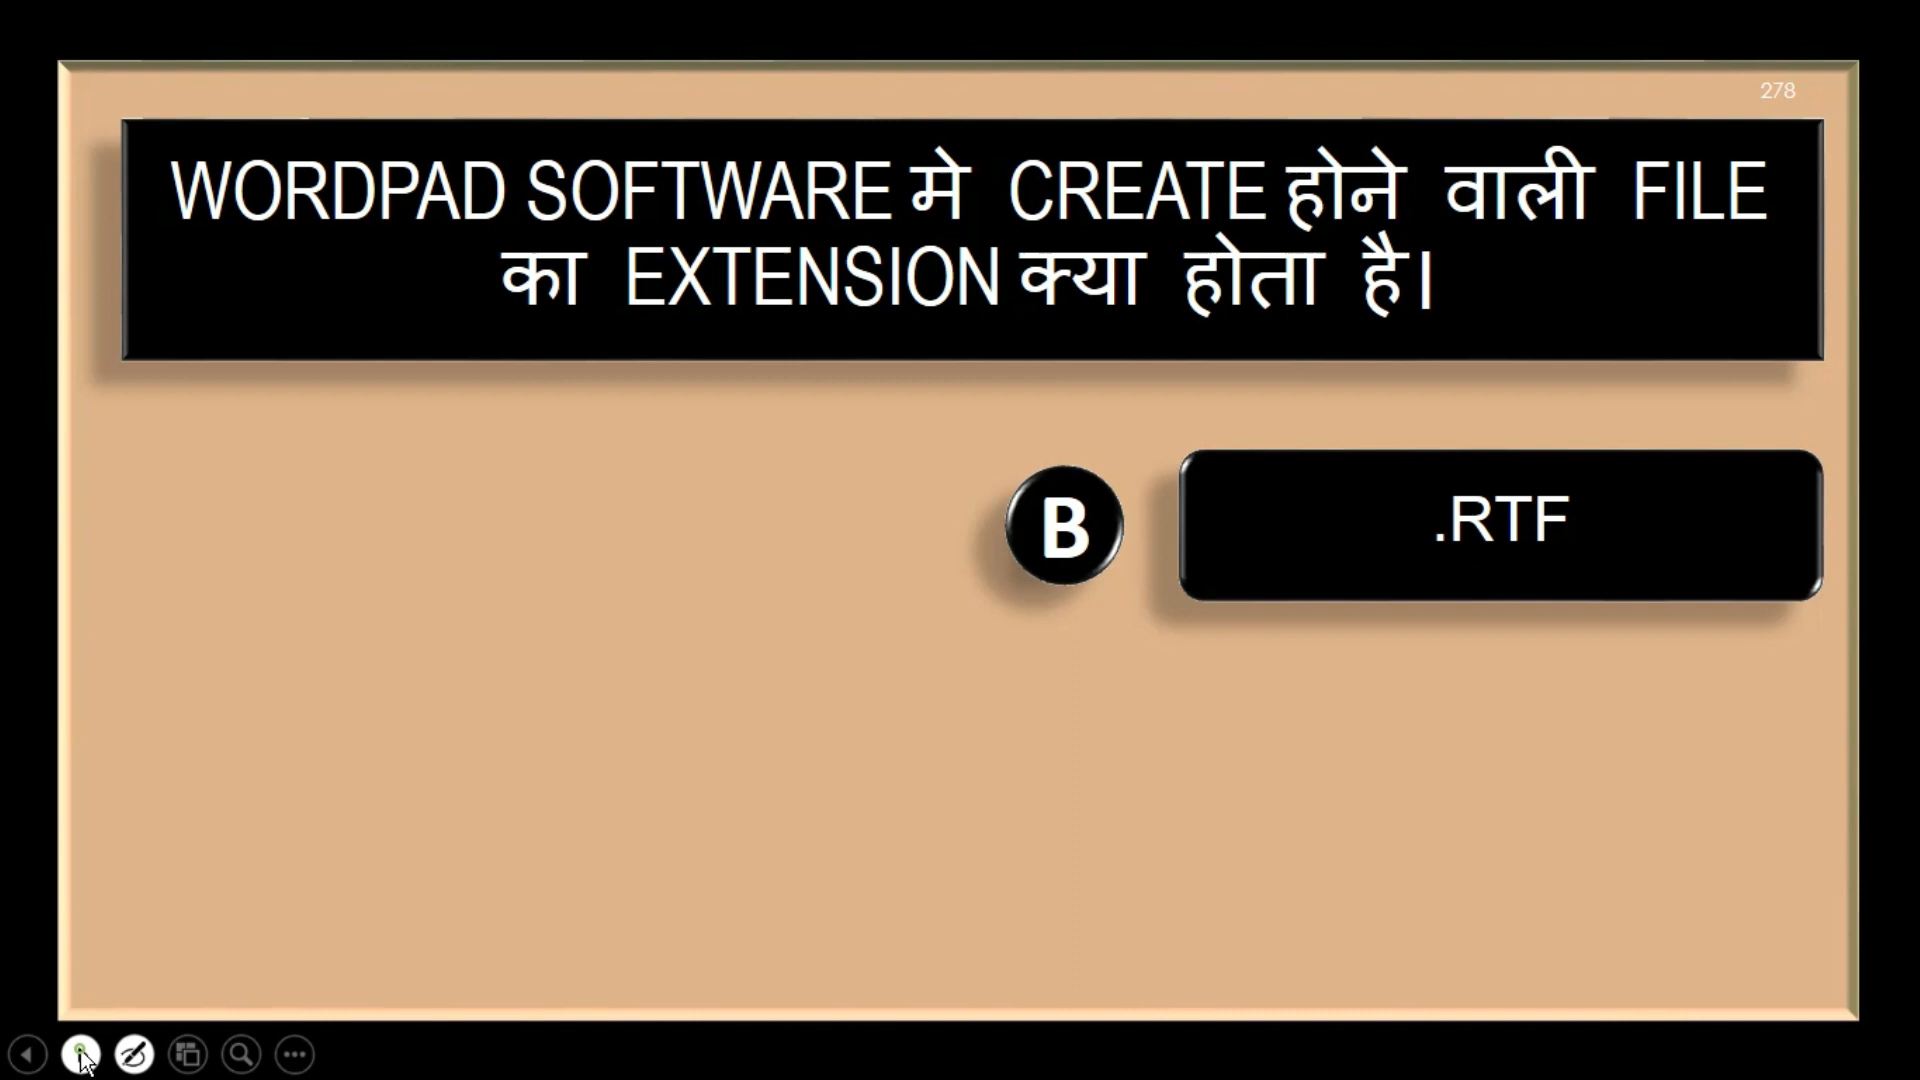 278
WORDPAD SOFTWARE मे CREATE होने वाली FILE
का EXTENSION क्या होता है।
B
.RTF